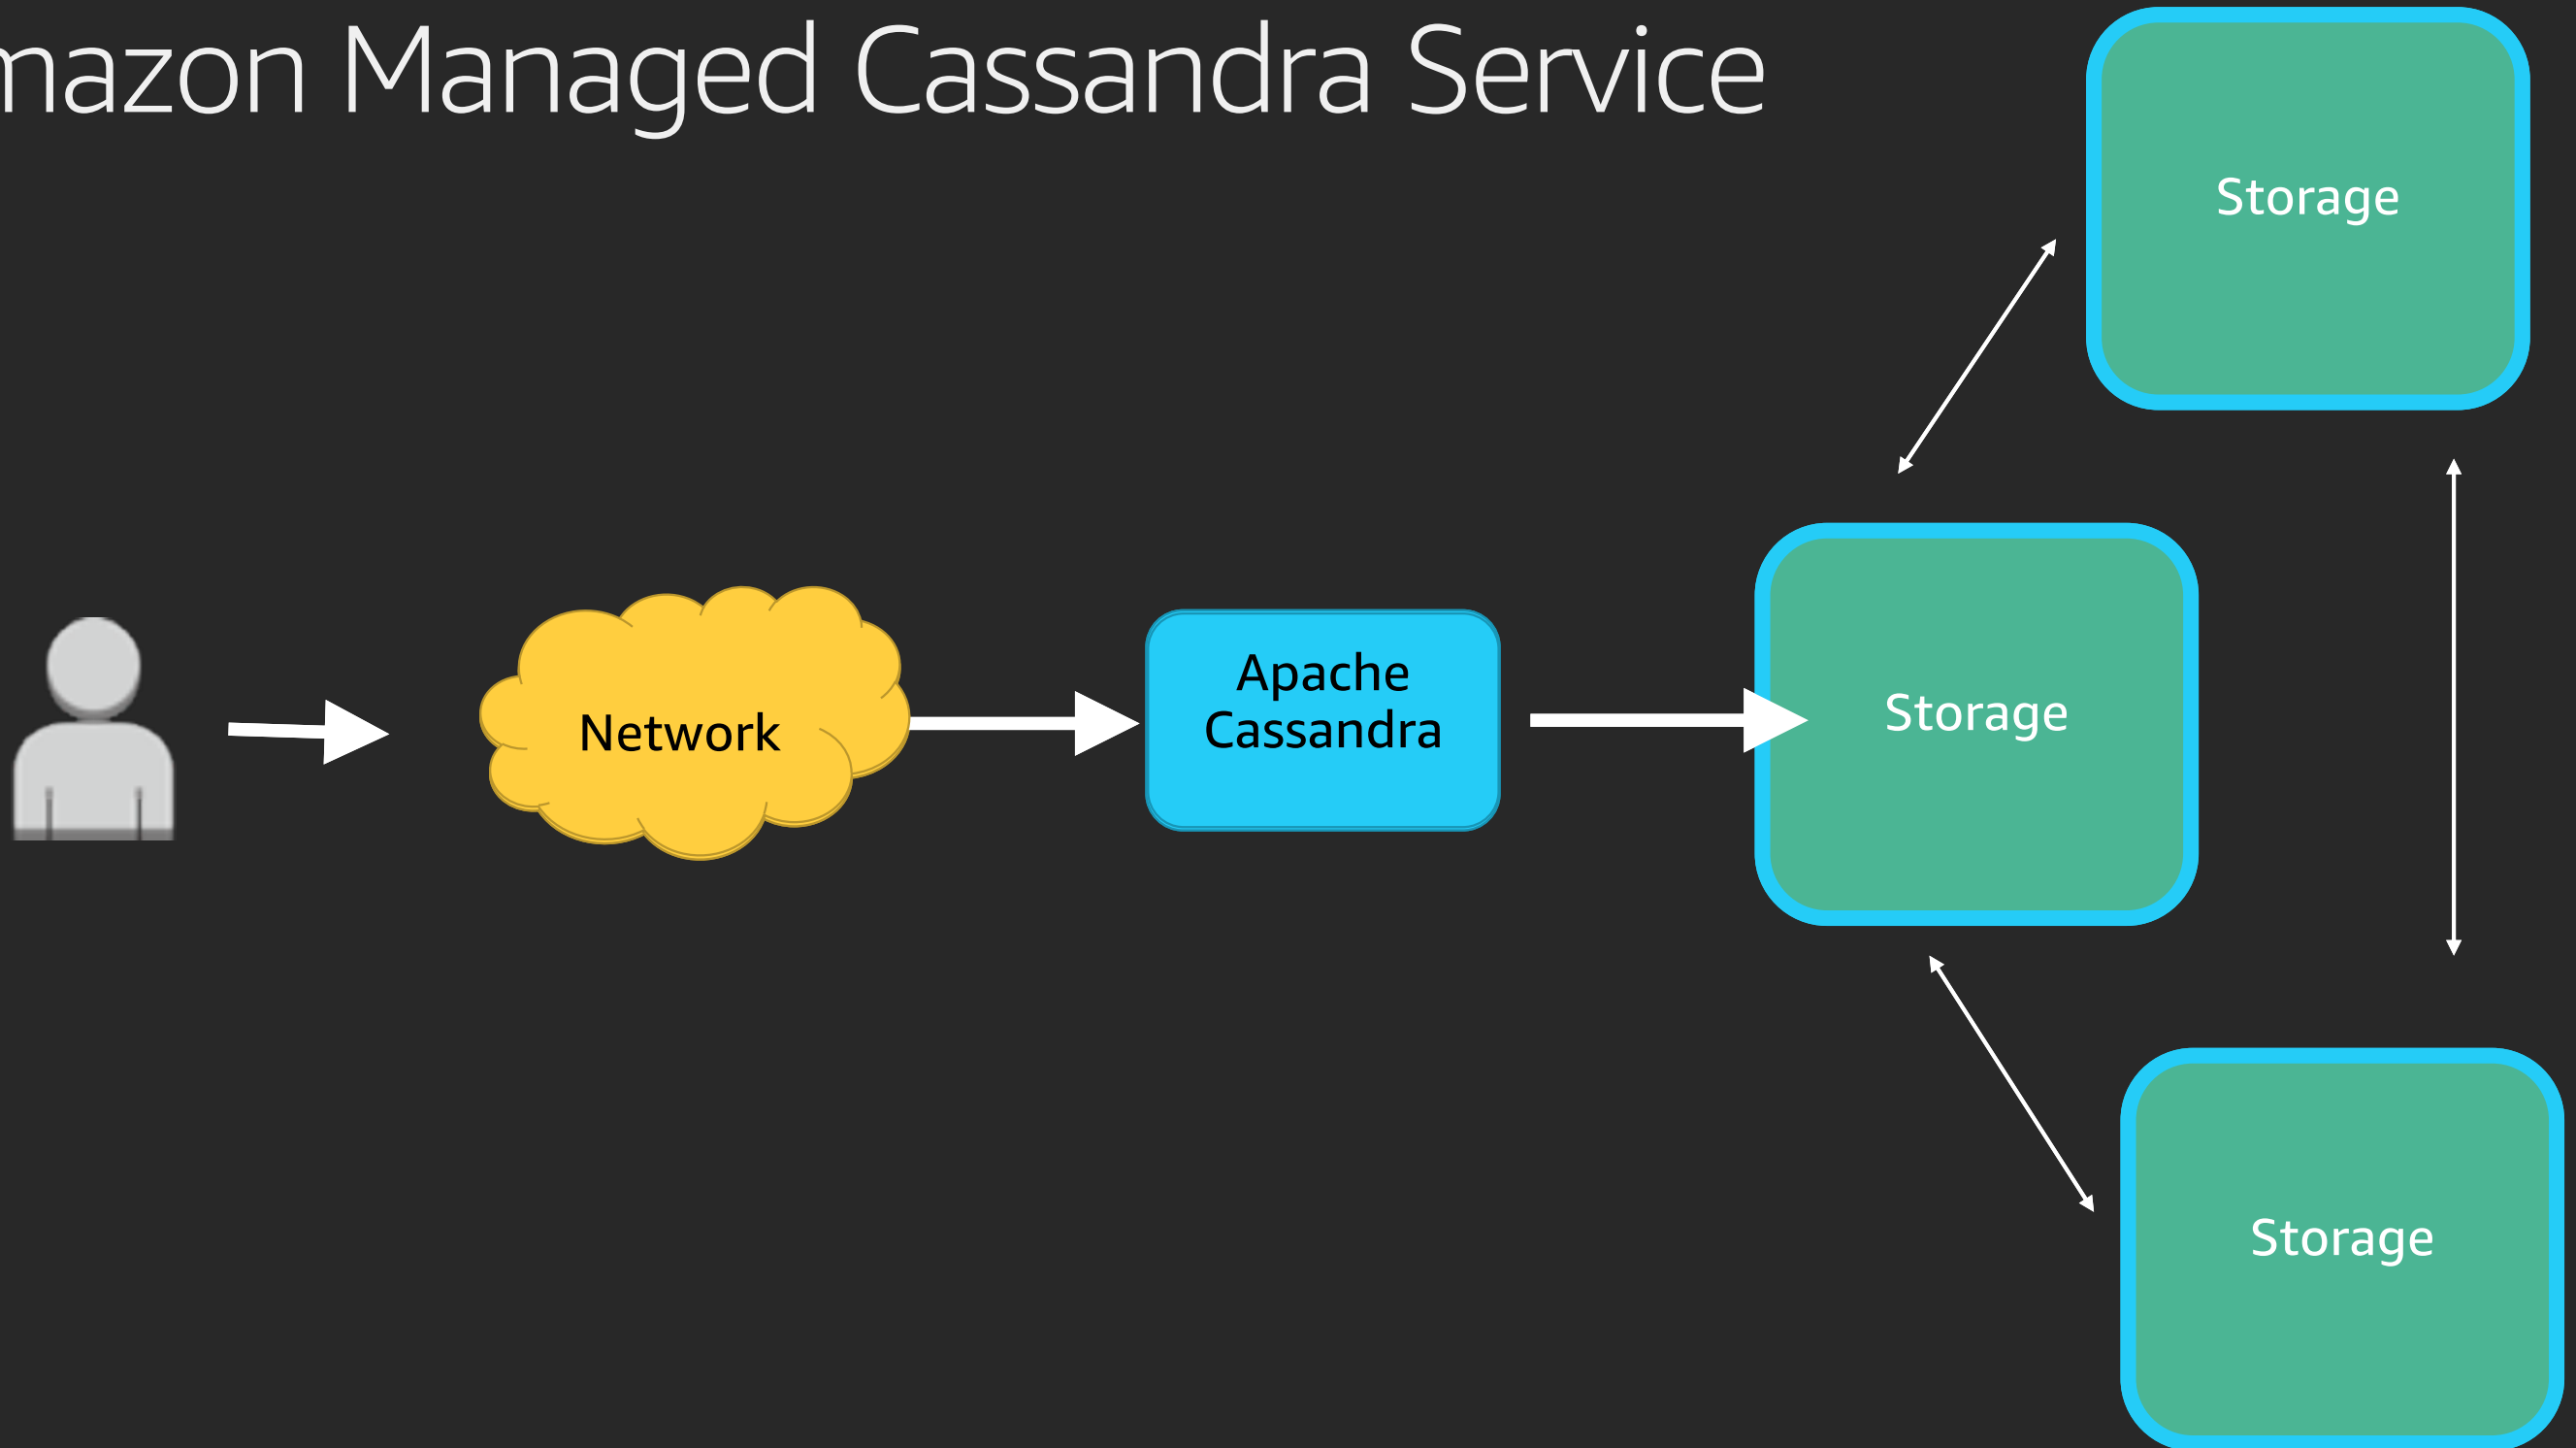 mazon Managed Cassandra Service
Storage
Network
Apache
Cassandra
Storage
Storage